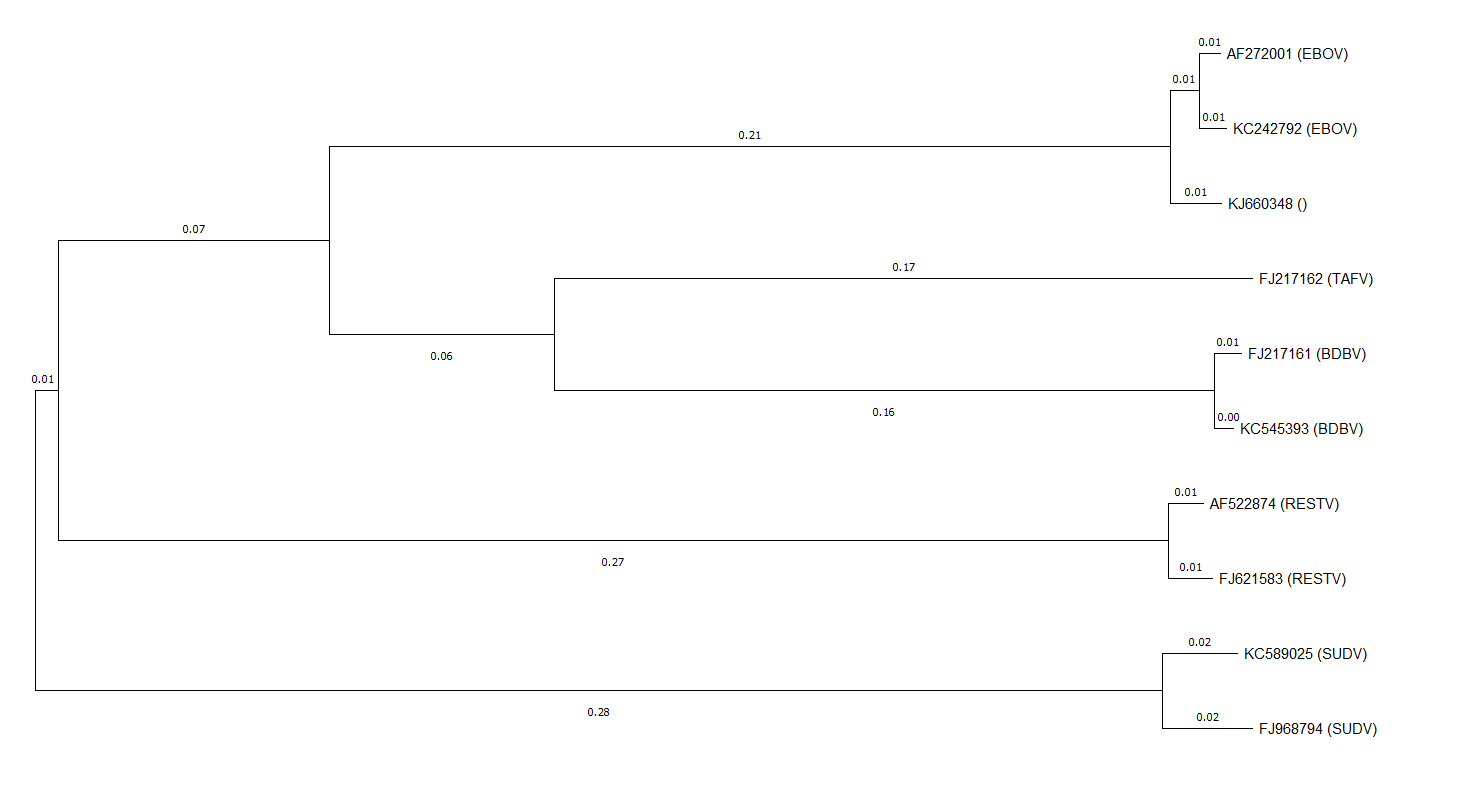 0.01
AF272001 (EBOV)
0.01
0.01
KC242792 (EBOV)
0.21
0.01
KJ660348 ()
0.07
0.17
FJ217162 (TAFV)
0.01
FJ217161 (BDBV)
0.06
0.01
0.16
0.00
KC545393 (BDBV)
0.01
AF522874 (RESTV)
0.27
0.01
FJ621583 (RESTV)
0.02
KC589025 (SUDV)
0.28
0.02
FJ968794 (SUDV)